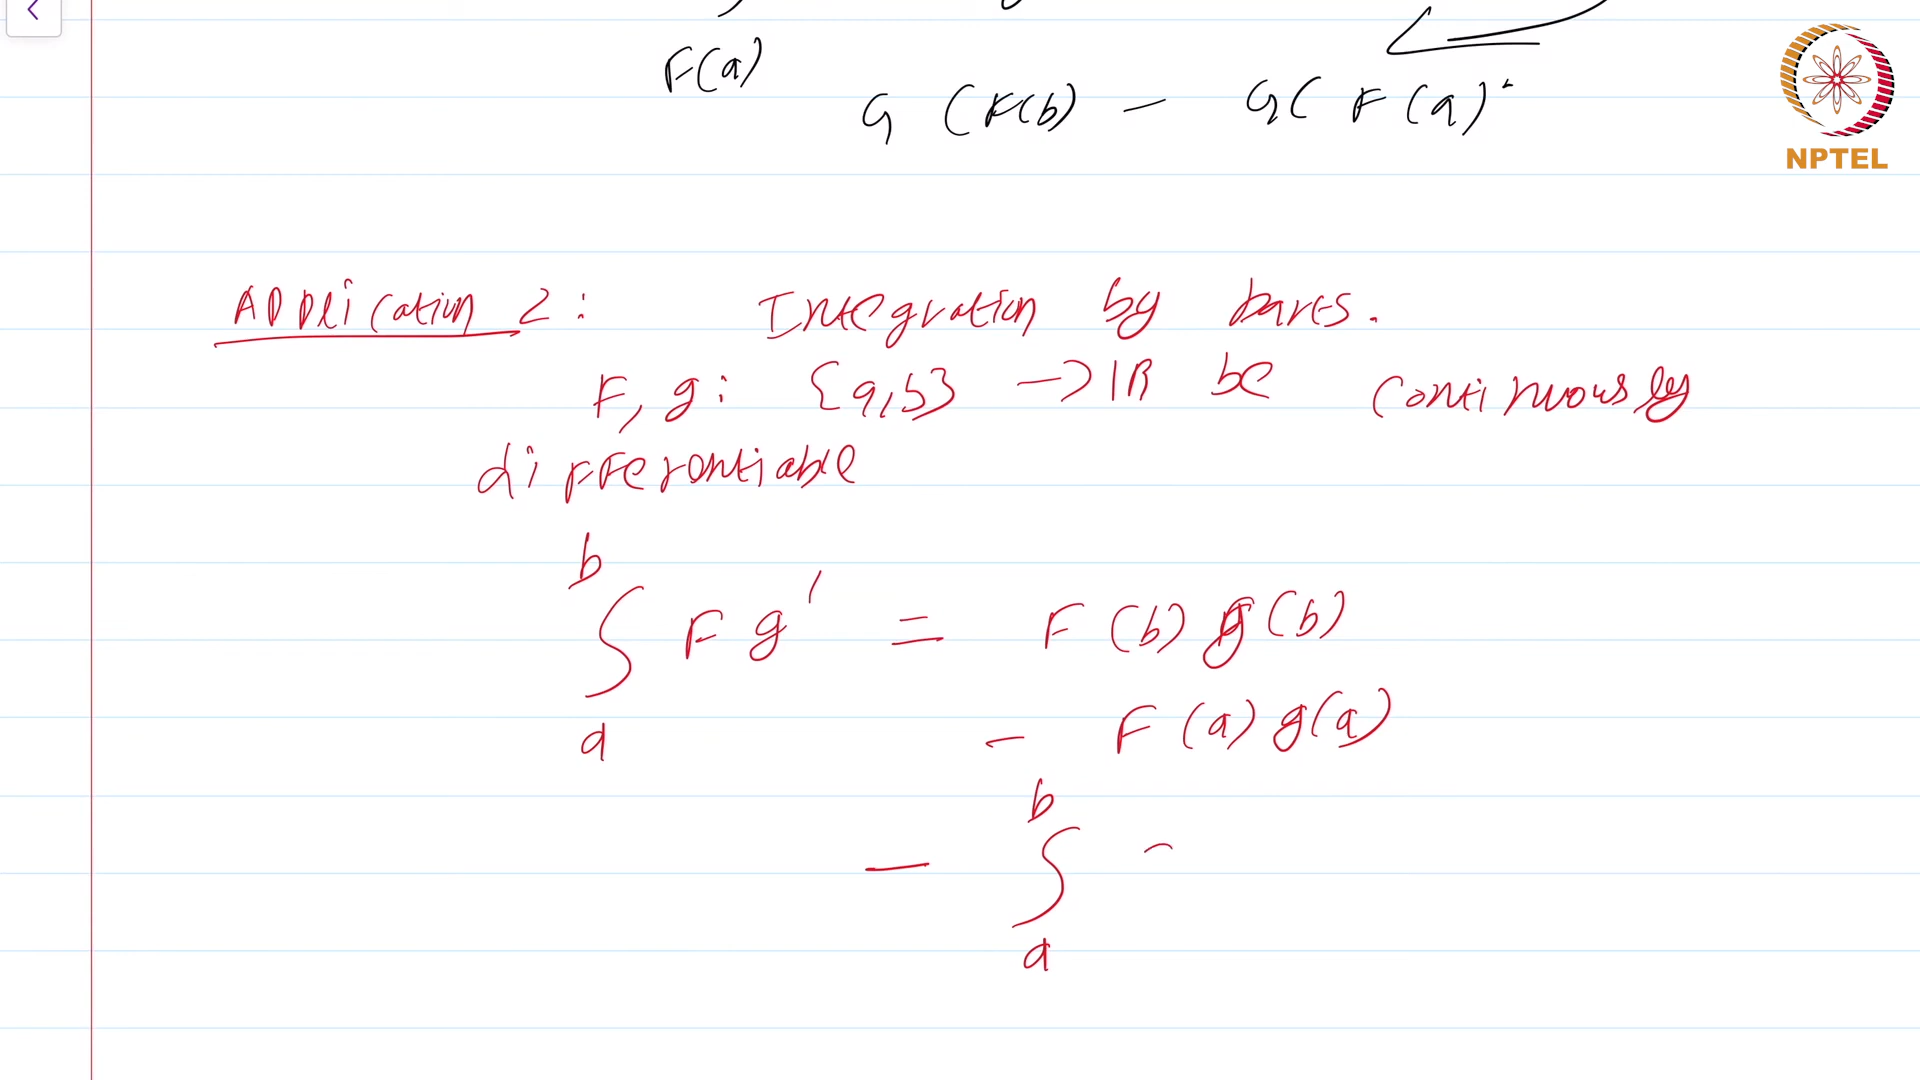 F(a)
G (F(b) - G( F(a)
NPTEL
Application 2: Integration by parts.
F, g: [a,b] → ℝ be continuously
differentiable
∫_a^b F g' = F(b) g(b)
- F(a) g(a)
- ∫_a^b